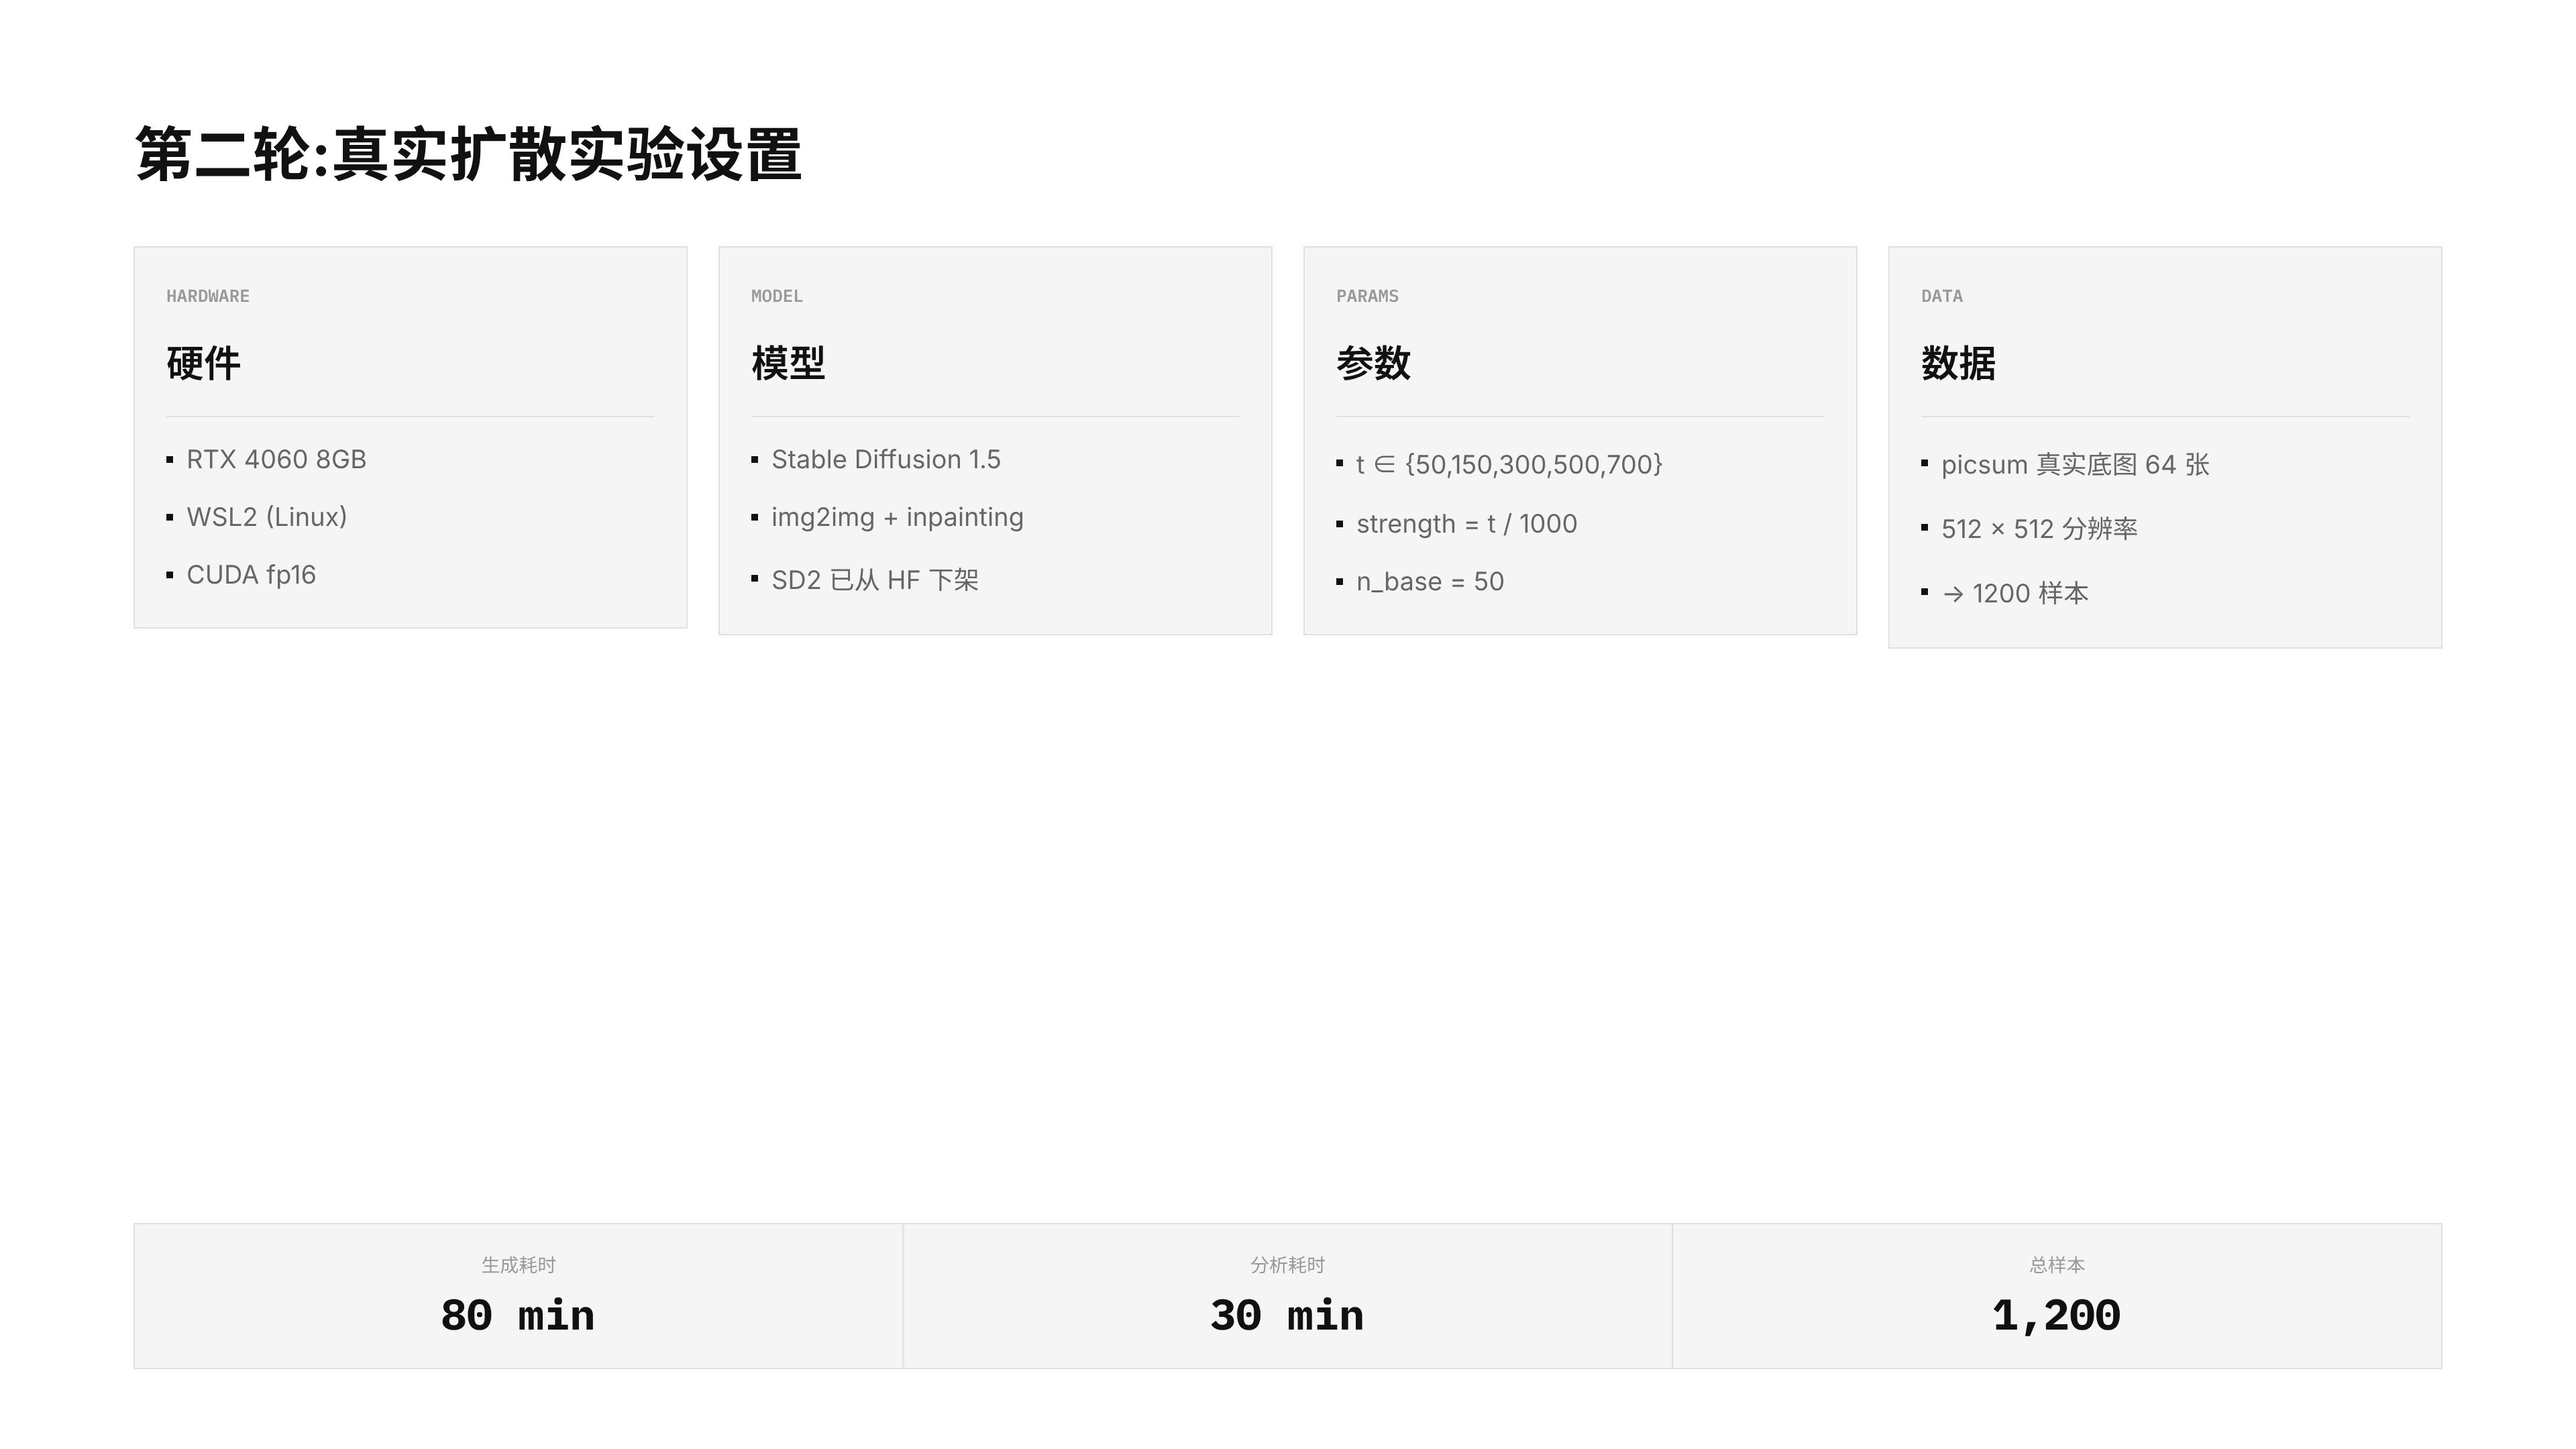 第二轮:真实扩散实验设置
HARDWARE
硬件
RTX 4060 8GB
WSL2 (Linux)
CUDA fp16
MODEL
模型
Stable Diffusion 1.5
img2img + inpainting
SD2 已从 HF 下架
PARAMS
参数
t ∈ {50,150,300,500,700}
strength = t / 1000
n_base = 50
DATA
数据
picsum 真实底图 64 张
512 × 512 分辨率
→ 1200 样本
生成耗时
80 min
分析耗时
30 min
总样本
1,200